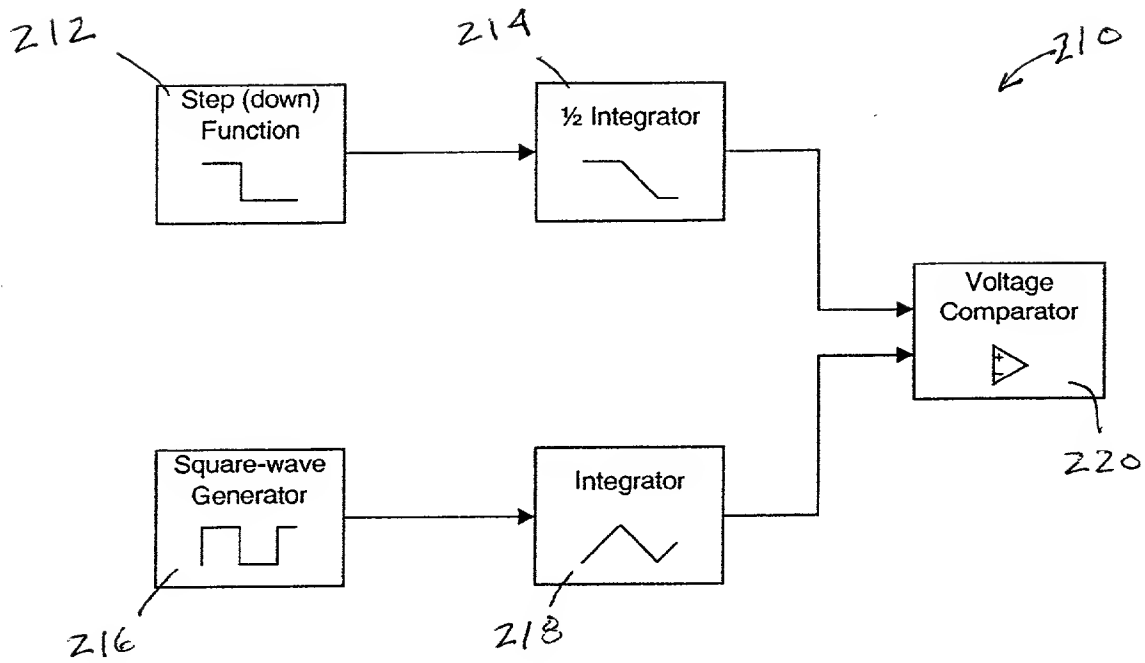 212
214
210
Step (down)
Function
½ Integrator
Voltage
Comparator
+
−
220
Square-wave
Generator
Integrator
216
218